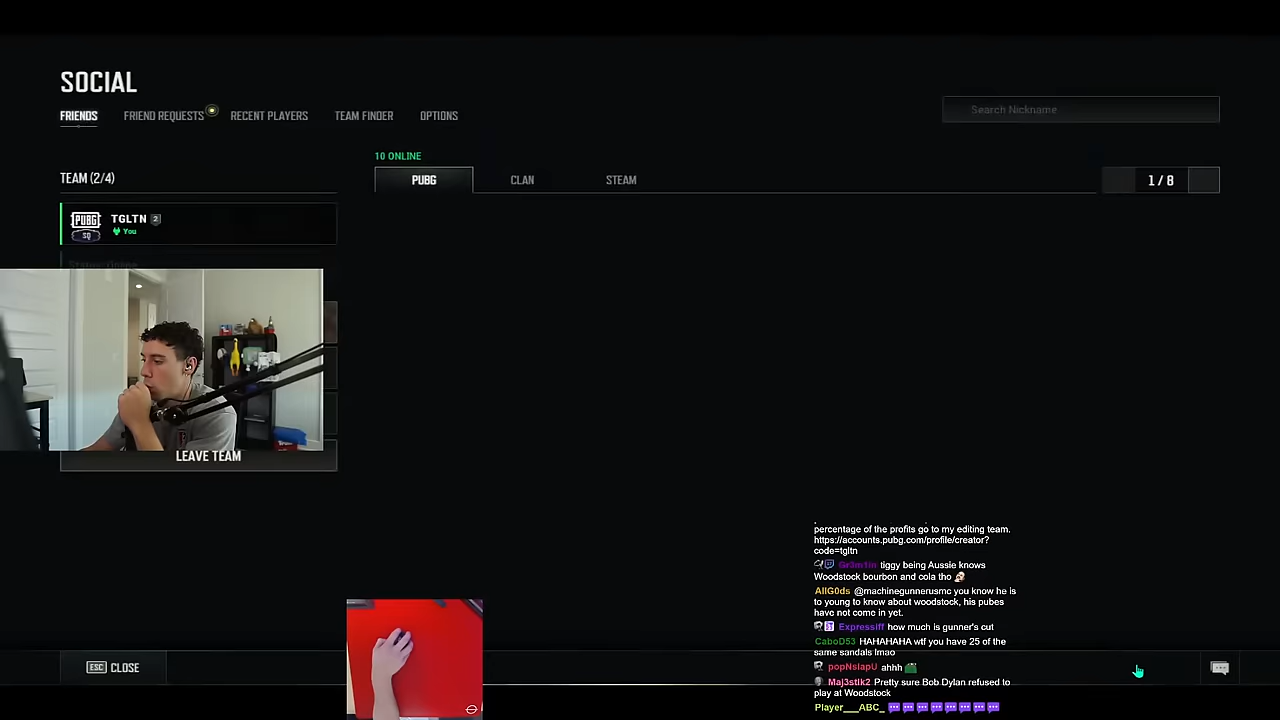 SOCIAL
FRIENDS
FRIEND REQUESTS
RECENT PLAYERS
TEAM FINDER
OPTIONS
Search Nickname
10 ONLINE
TEAM (2/4)
PUBG
CLAN
STEAM
1 / 8
PUBG
SQ
TGLTN 2
You
LEAVE TEAM
percentage of the profits go to my editing team.
https://accounts.pubg.com/profile/creator?
code=tgltn
Gr3m1in tiggy being Aussie knows
Woodstock bourbon and cola tho
AllG0ds @machinegunnerusmc you know he is
to young to know about woodstock, his pubes
have not come in yet.
Expressiff how much is gunner's cut
CaboD53 HAHAHAHA wtf you have 25 of the
same sandals lmao
popNslapU ahhh
Maj3stik2 Pretty sure Bob Dylan refused to
play at Woodstock
Player___ABC_
ESC CLOSE